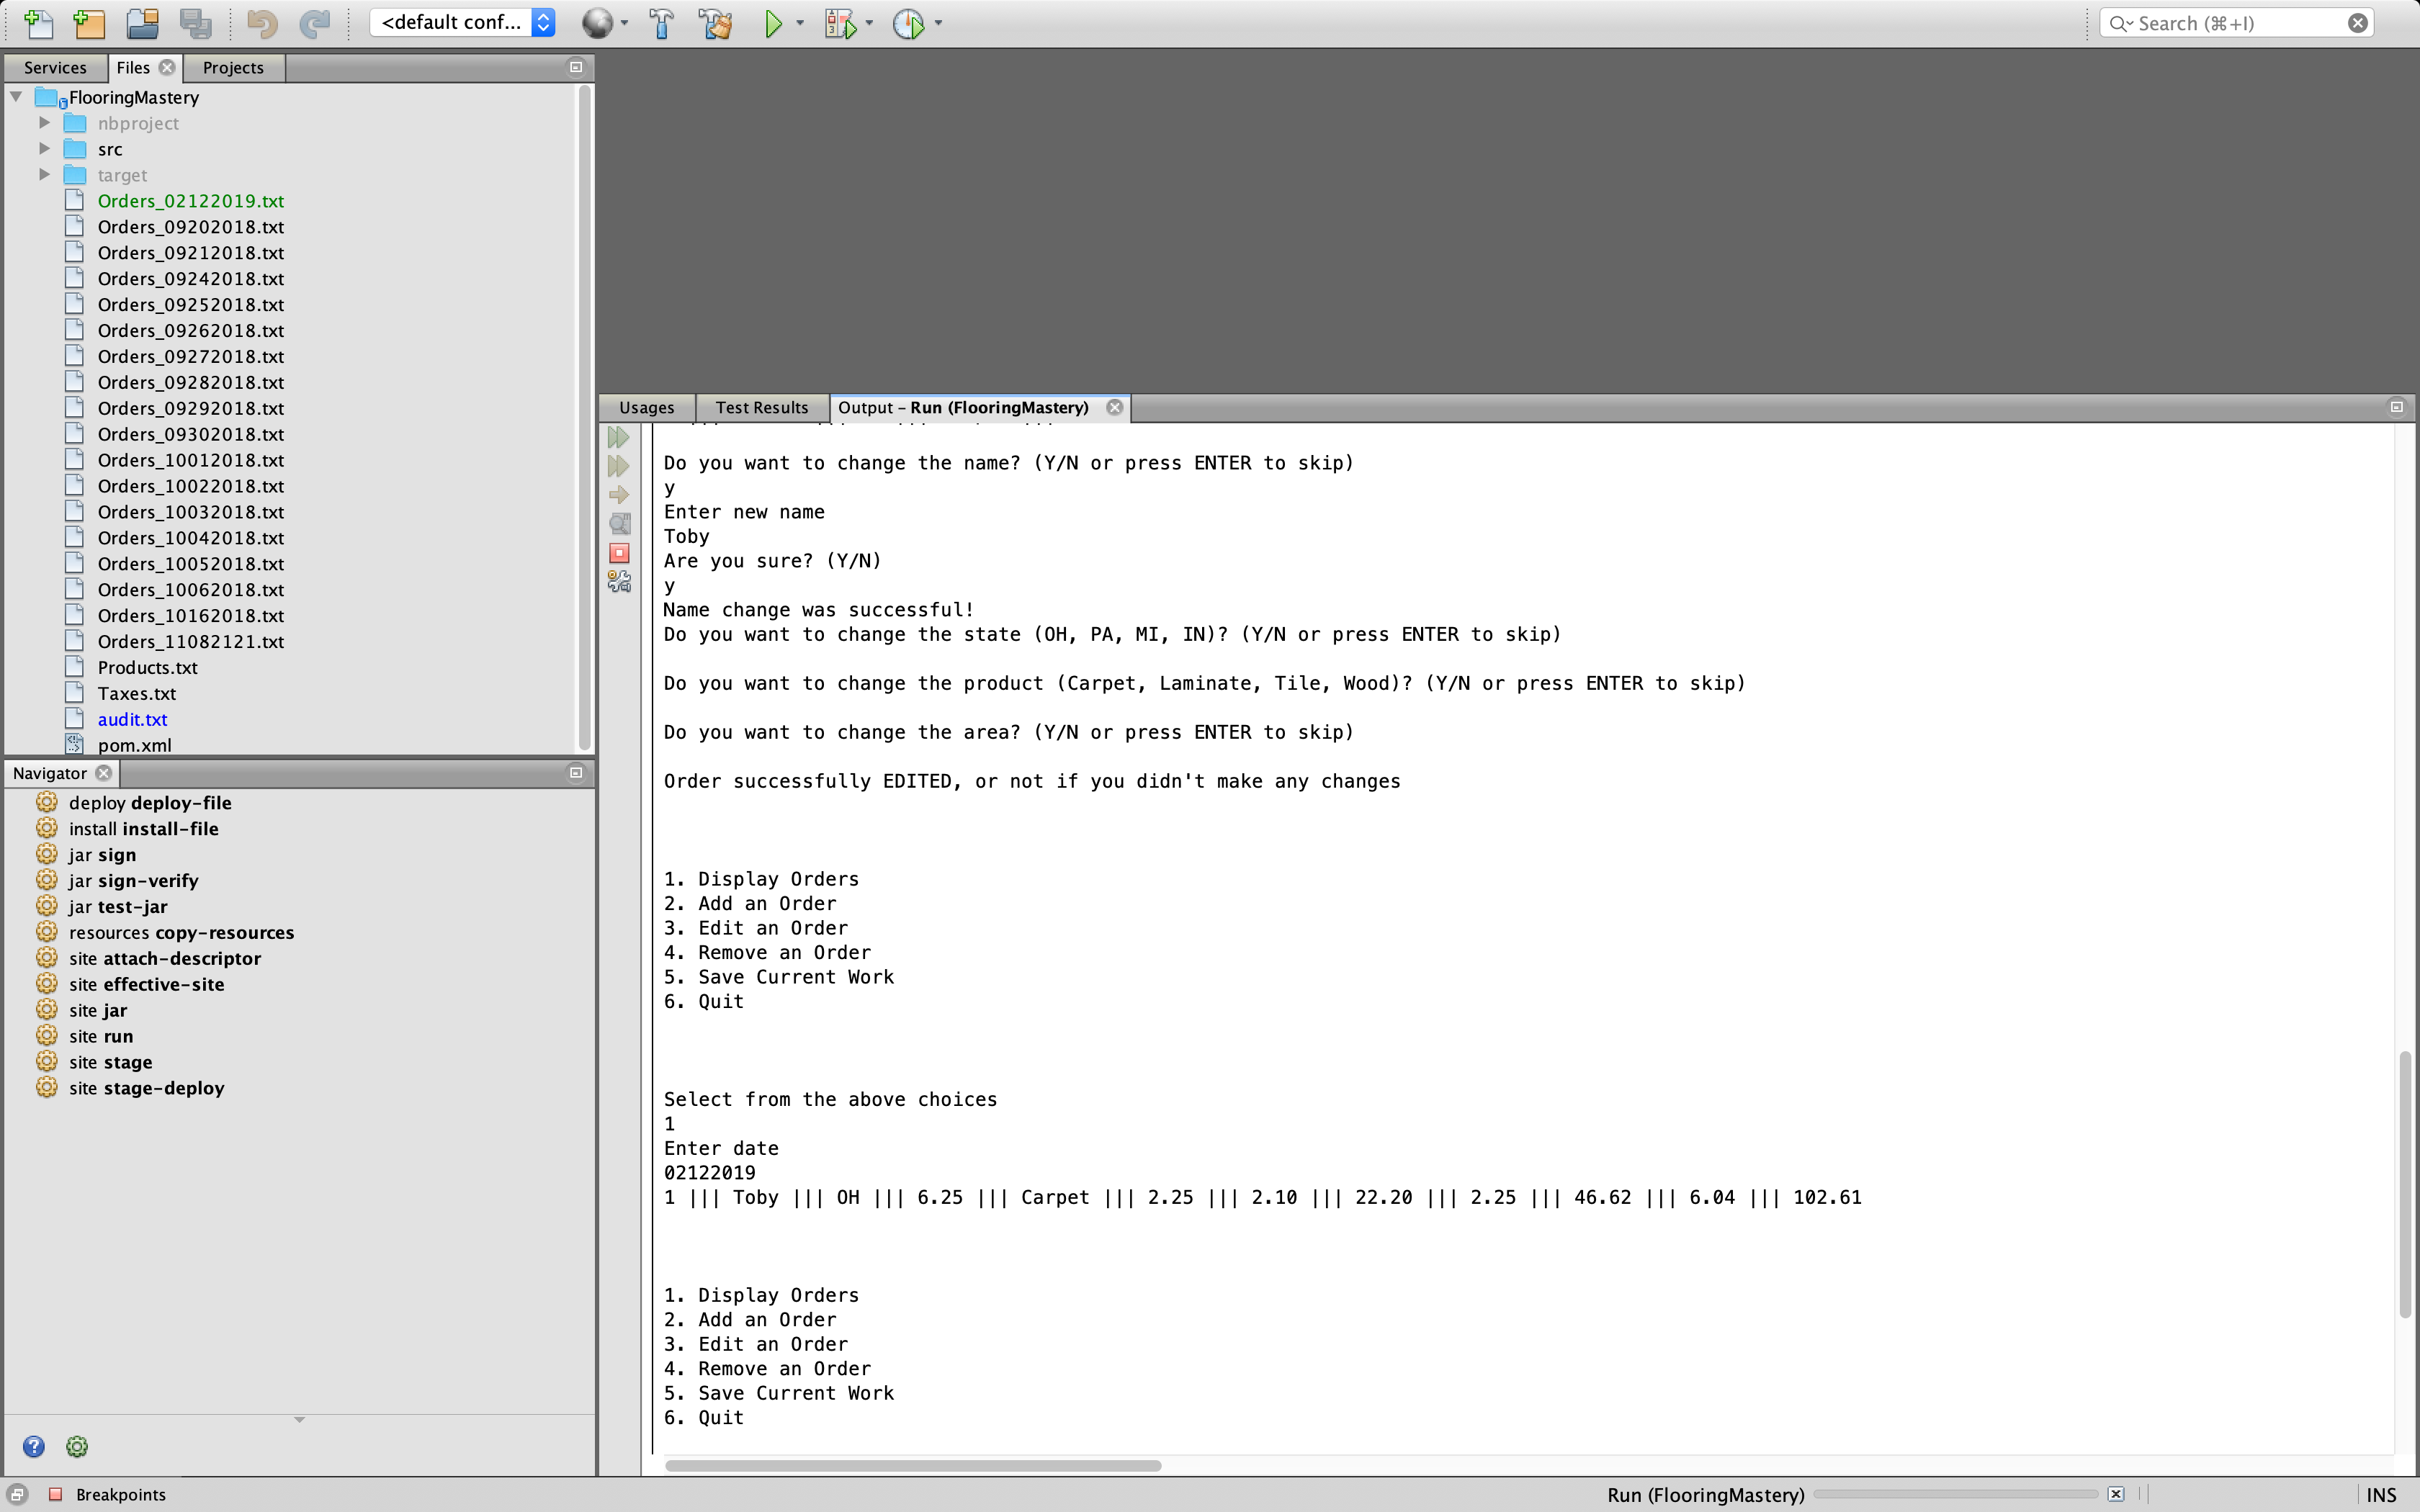 <default conf...
Search (⌘+I)
Services
Files
Projects
FlooringMastery
nbproject
src
target
Orders_02122019.txt
Orders_09202018.txt
Orders_09212018.txt
Orders_09242018.txt
Orders_09252018.txt
Orders_09262018.txt
Orders_09272018.txt
Orders_09282018.txt
Orders_09292018.txt
Orders_09302018.txt
Orders_10012018.txt
Orders_10022018.txt
Orders_10032018.txt
Orders_10042018.txt
Orders_10052018.txt
Orders_10062018.txt
Orders_10162018.txt
Orders_11082121.txt
Products.txt
Taxes.txt
audit.txt
pom.xml
Navigator
deploy deploy-file
install install-file
jar sign
jar sign-verify
jar test-jar
resources copy-resources
site attach-descriptor
site effective-site
site jar
site run
site stage
site stage-deploy
Usages
Test Results
Output – Run (FlooringMastery)
Do you want to change the name? (Y/N or press ENTER to skip)
y
Enter new name
Toby
Are you sure? (Y/N)
y
Name change was successful!
Do you want to change the state (OH, PA, MI, IN)? (Y/N or press ENTER to skip)
Do you want to change the product (Carpet, Laminate, Tile, Wood)? (Y/N or press ENTER to skip)
Do you want to change the area? (Y/N or press ENTER to skip)
Order successfully EDITED, or not if you didn't make any changes
1. Display Orders
2. Add an Order
3. Edit an Order
4. Remove an Order
5. Save Current Work
6. Quit
Select from the above choices
1
Enter date
02122019
1 ||| Toby ||| OH ||| 6.25 ||| Carpet ||| 2.25 ||| 2.10 ||| 22.20 ||| 2.25 ||| 46.62 ||| 6.04 ||| 102.61
1. Display Orders
2. Add an Order
3. Edit an Order
4. Remove an Order
5. Save Current Work
6. Quit
Breakpoints
Run (FlooringMastery)
INS